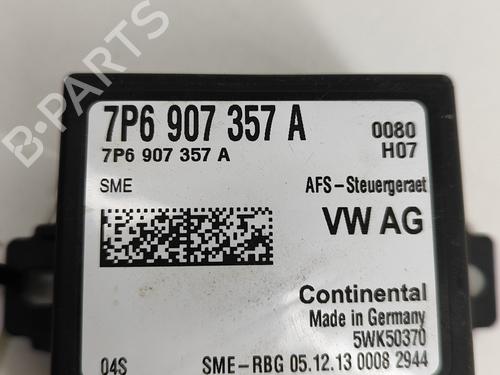 B-PARTS
7P6 907 357 A
7P6 907 357 A
0080
H07
SME
AFS-Steuergeraet
VW AG
Continental
Made in Germany
5WK50370
04S
SME-RBG 05.12.13 0008 2944